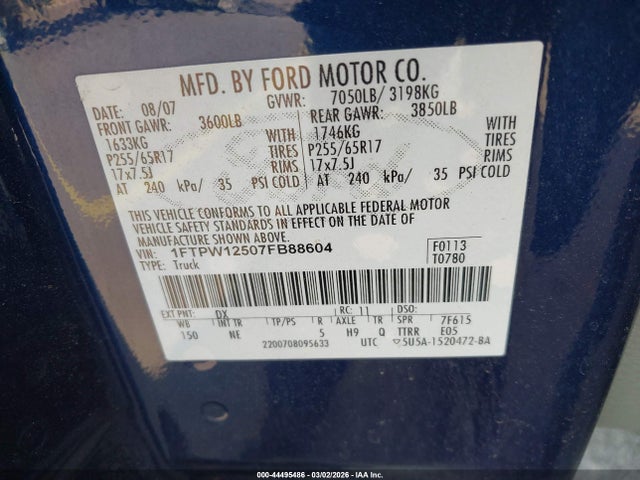 MFD. BY FORD MOTOR CO.
DATE: 08/07 GVWR: 7050LB/ 3198KG
FRONT GAWR: 3600LB REAR GAWR: 3850LB
1633KG WITH 1746KG WITH
P255/65R17 TIRES P255/65R17 TIRES
17x7.5J RIMS 17x7.5J RIMS
AT 240 kPa/ 35 PSI COLD AT 240 kPa/ 35 PSI COLD
THIS VEHICLE CONFORMS TO ALL APPLICABLE FEDERAL MOTOR
VEHICLE SAFETY STANDARDS IN EFFECT ON THE DATE OF
MANUFACTURE SHOWN ABOVE.
VIN: 1FTPW12507FB88604 F0113
TYPE: Truck T0780
EXT PNT: DX RC: 11 DSO:
WB INT TR TP/PS R AXLE TR SPR 7F615
150 NE 5 H9 Q TTRR E05
2200708095633 UTC 5U5A-1520472-BA
000-44495486 - 03/02/2026 - IAA Inc.